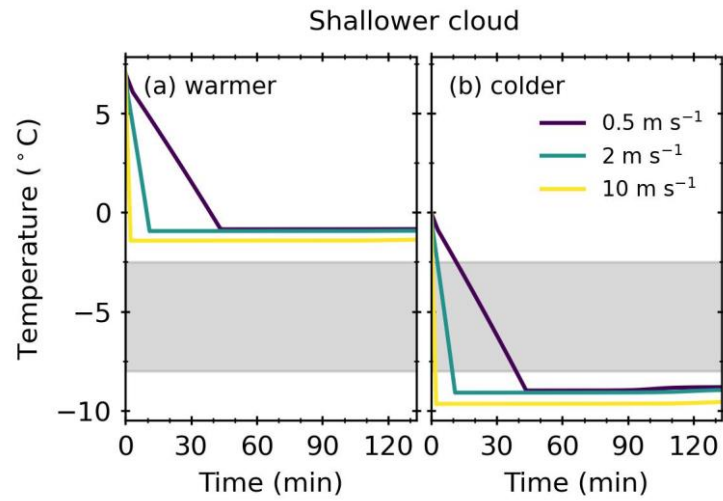 Shallower cloud
(a) warmer
(b) colder
0.5 m s⁻¹
2 m s⁻¹
10 m s⁻¹
Temperature (°C)
5
0
−5
−10
0 30 60 90 120
0 30 60 90 120
Time (min)
Time (min)